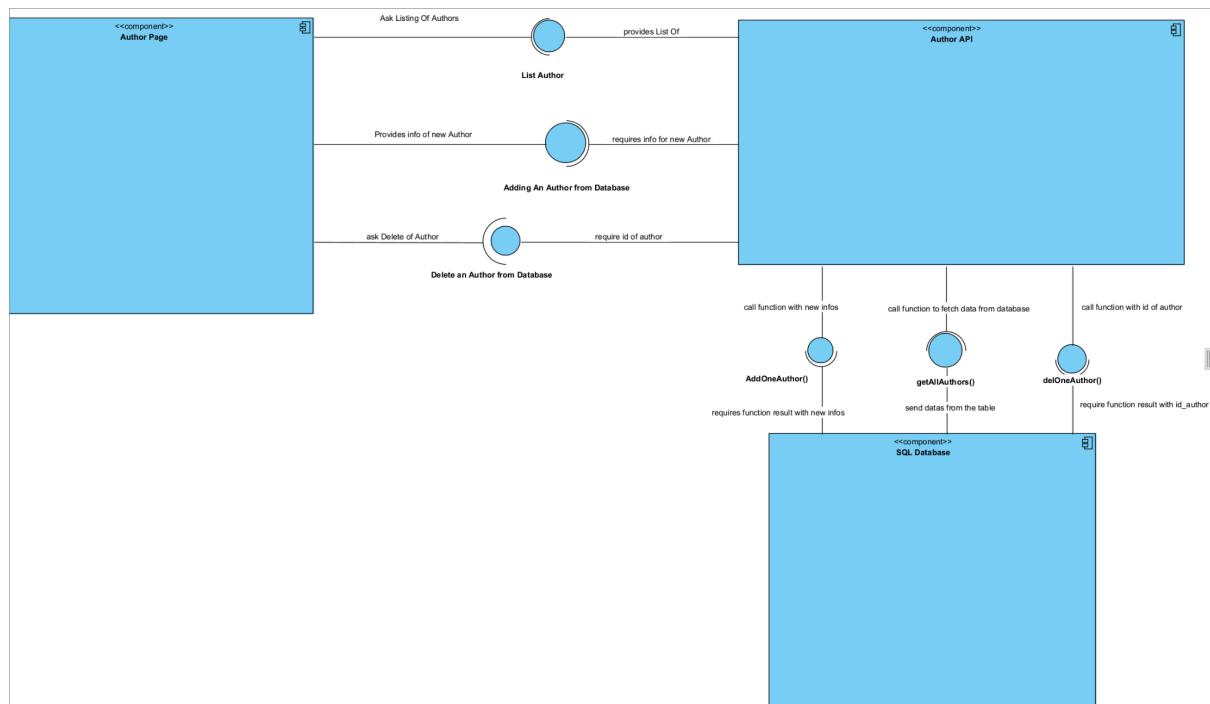 <<component>>
Author Page
Ask Listing Of Authors
provides List Of
List Author
<<component>>
Author API
Provides info of new Author
requires info for new Author
Adding An Author from Database
ask Delete of Author
require id of author
Delete an Author from Database
call function with new infos
call function to fetch data from database
call function with id of author
AddOneAuthor()
getAllAuthors()
delOneAuthor()
requires function result with new infos
send datas from the table
require function result with id_author
<<component>>
SQL Database